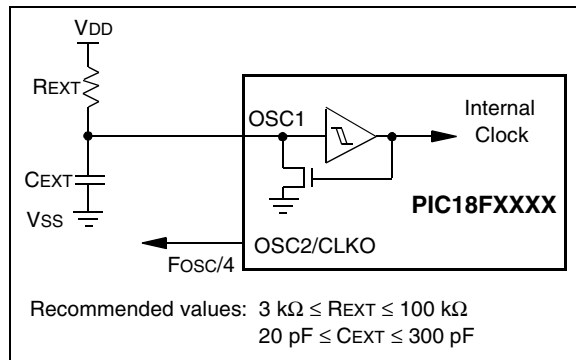 VDD
REXT
OSC1
Internal
Clock
CEXT
PIC18FXXXX
VSS
OSC2/CLKO
FOSC/4
Recommended values: 3 kΩ ≤ REXT ≤ 100 kΩ
20 pF ≤ CEXT ≤ 300 pF